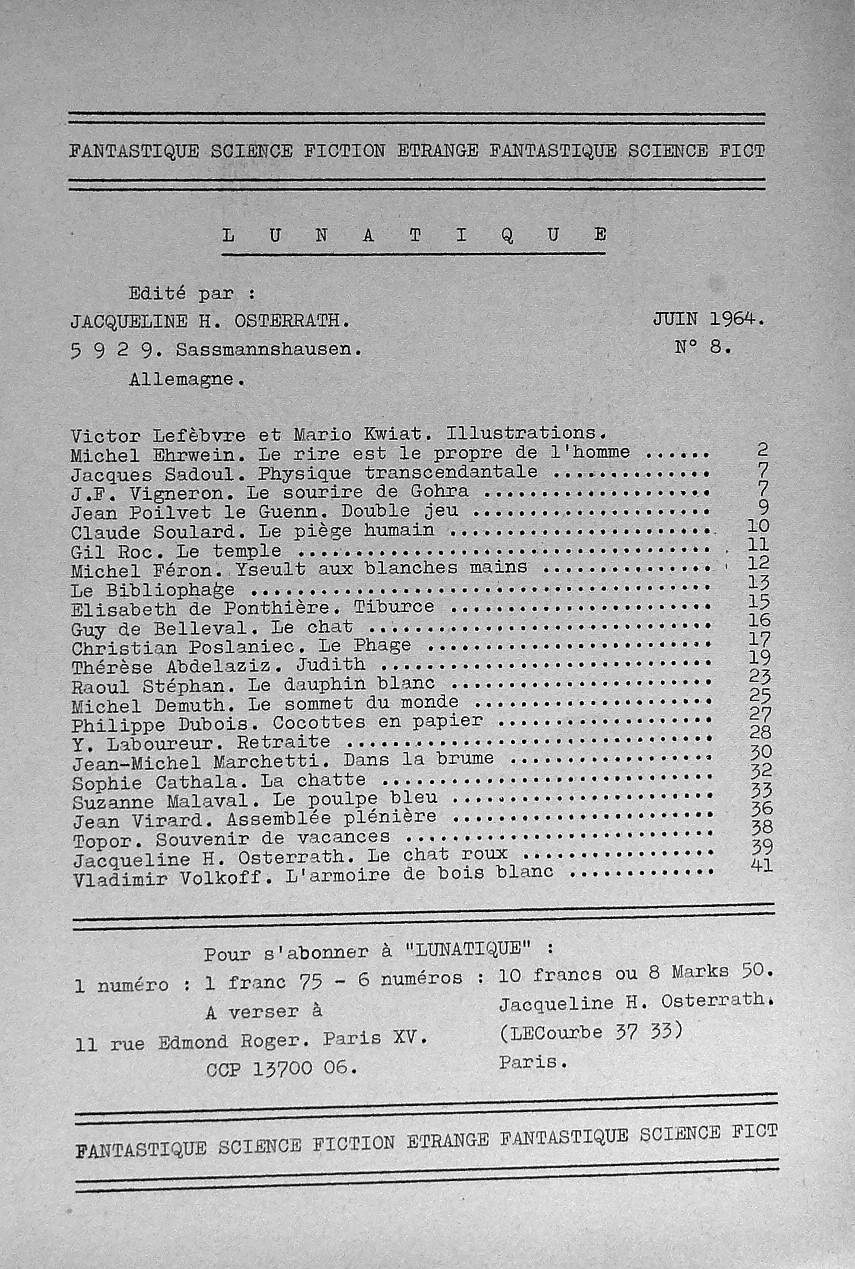 FANTASTIQUE SCIENCE FICTION ETRANGE FANTASTIQUE SCIENCE FICT
L U N A T I Q U E
Edité par :
JACQUELINE H. OSTERRATH. JUIN 1964.
5 9 2 9. Sassmannshausen. N° 8.
Allemagne.
Victor Lefèbvre et Mario Kwiat. Illustrations.
Michel Ehrwein. Le rire est le propre de l'homme ...... 2
Jacques Sadoul. Physique transcendantale .............. 7
J.F. Vigneron. Le sourire de Gohra .................... 7
Jean Poilvet le Guenn. Double jeu ..................... 9
Claude Soulard. Le piège humain ....................... 10
Gil Roc. Le temple .................................... 11
Michel Féron. Yseult aux blanches mains ............... 12
Le Bibliophage ........................................ 13
Elisabeth de Ponthière. Tiburce ....................... 15
Guy de Belleval. Le chat .............................. 16
Christian Poslaniec. Le Phage ......................... 17
Thérèse Abdelaziz. Judith ............................. 19
Raoul Stéphan. Le dauphin blanc ....................... 23
Michel Demuth. Le sommet du monde ..................... 25
Philippe Dubois. Cocottes en papier ................... 27
Y. Laboureur. Retraite ................................ 28
Jean-Michel Marchetti. Dans la brume .................. 30
Sophie Cathala. La chatte ............................. 32
Suzanne Malaval. Le poulpe bleu ....................... 33
Jean Virard. Assemblée plénière ....................... 36
Topor. Souvenir de vacances ........................... 38
Jacqueline H. Osterrath. Le chat roux ................. 39
Vladimir Volkoff. L'armoire de bois blanc ............. 41
Pour s'abonner à "LUNATIQUE" :
1 numéro : 1 franc 75 - 6 numéros : 10 francs ou 8 Marks 50.
A verser à Jacqueline H. Osterrath.
11 rue Edmond Roger. Paris XV. (LECourbe 37 33)
CCP 13700 06. Paris.
FANTASTIQUE SCIENCE FICTION ETRANGE FANTASTIQUE SCIENCE FICT